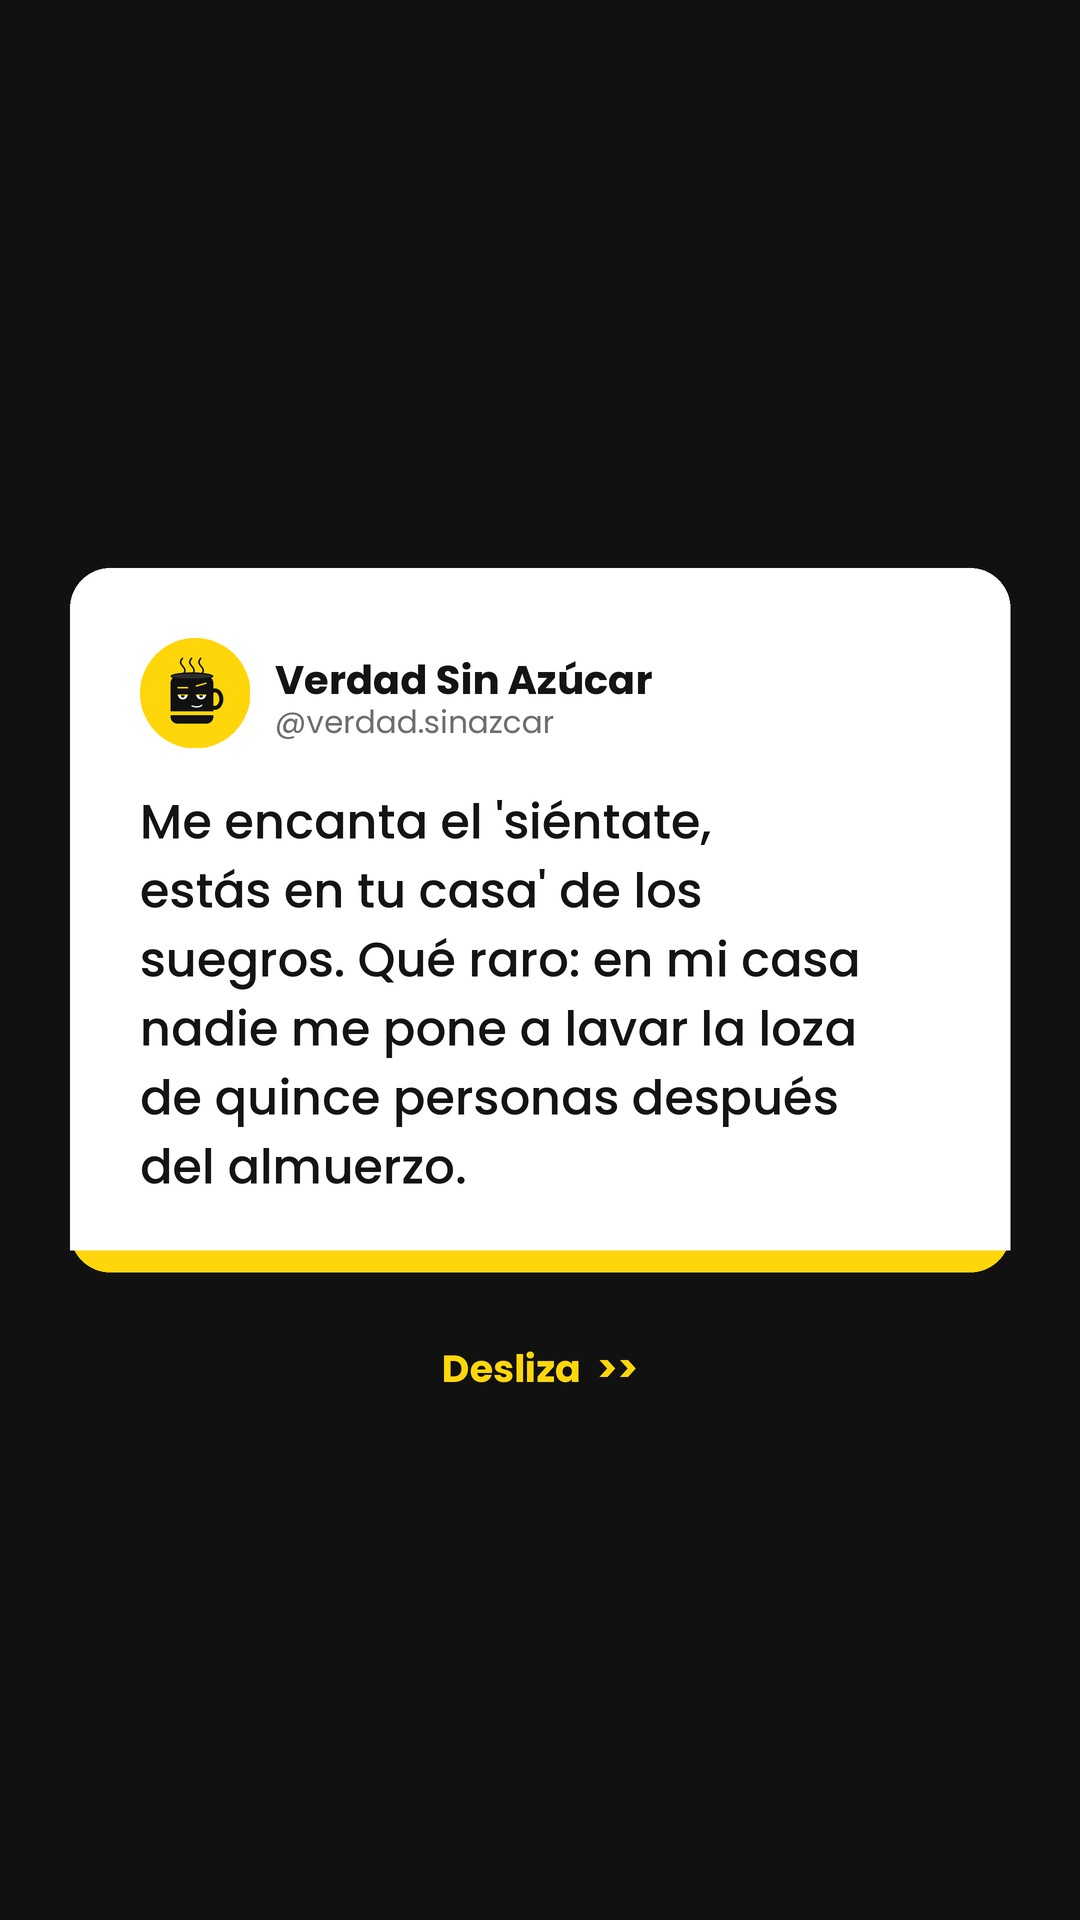 Verdad Sin Azúcar
@verdad.sinazcar
Me encanta el 'siéntate,
estás en tu casa' de los
suegros. Qué raro: en mi casa
nadie me pone a lavar la loza
de quince personas después
del almuerzo.
Desliza >>